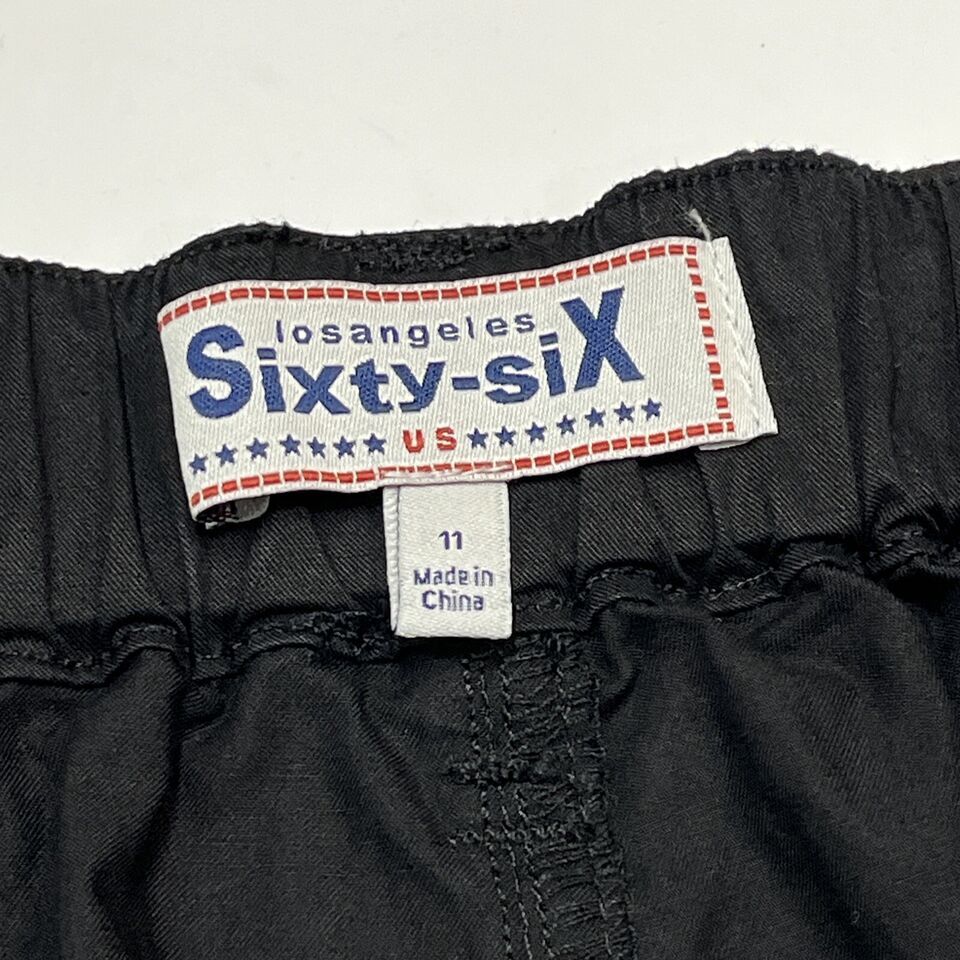 losangeles
Sixty-siX
★★★★★★★ US ★★★★★★★
11
Made in
China